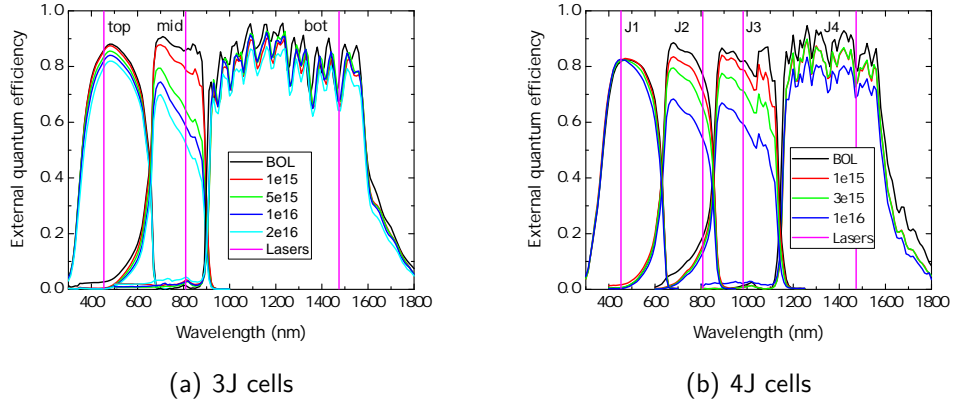 top
mid
bot
External quantum efficiency
1.0
0.8
0.6
0.4
0.2
0.0
BOL
1e15
5e15
1e16
2e16
Lasers
400 600 800 1000 1200 1400 1600 1800
Wavelength (nm)
(a) 3J cells
J1
J2
J3
J4
External quantum efficiency
1.0
0.8
0.6
0.4
0.2
0.0
BOL
1e15
3e15
1e16
Lasers
400 600 800 1000 1200 1400 1600 1800
Wavelength (nm)
(b) 4J cells